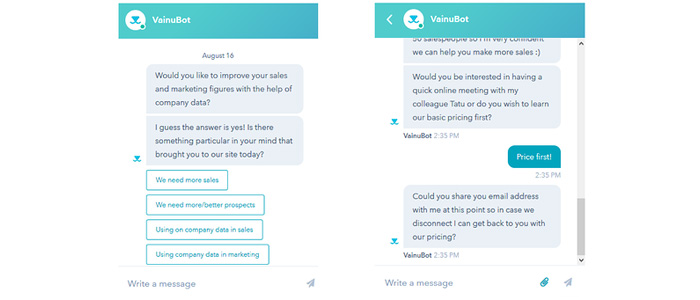 VainuBot
August 16
Would you like to improve your sales
and marketing figures with the help of
company data?
I guess the answer is yes! Is there
something particular in your mind that
brought you to our site today?
We need more sales
We need more/better prospects
Using on company data in sales
Using company data in marketing
Write a message
VainuBot
50 salespeople so I'm very confident
we can help you make more sales :)
Would you be interested in having a
quick online meeting with my
colleague Tatu or do you wish to learn
our basic pricing first?
VainuBot 2:35 PM
Price first!
2:35 PM
Could you share you email address
with me at this point so in case we
disconnect I can get back to you with
our pricing?
VainuBot 2:35 PM
Write a message